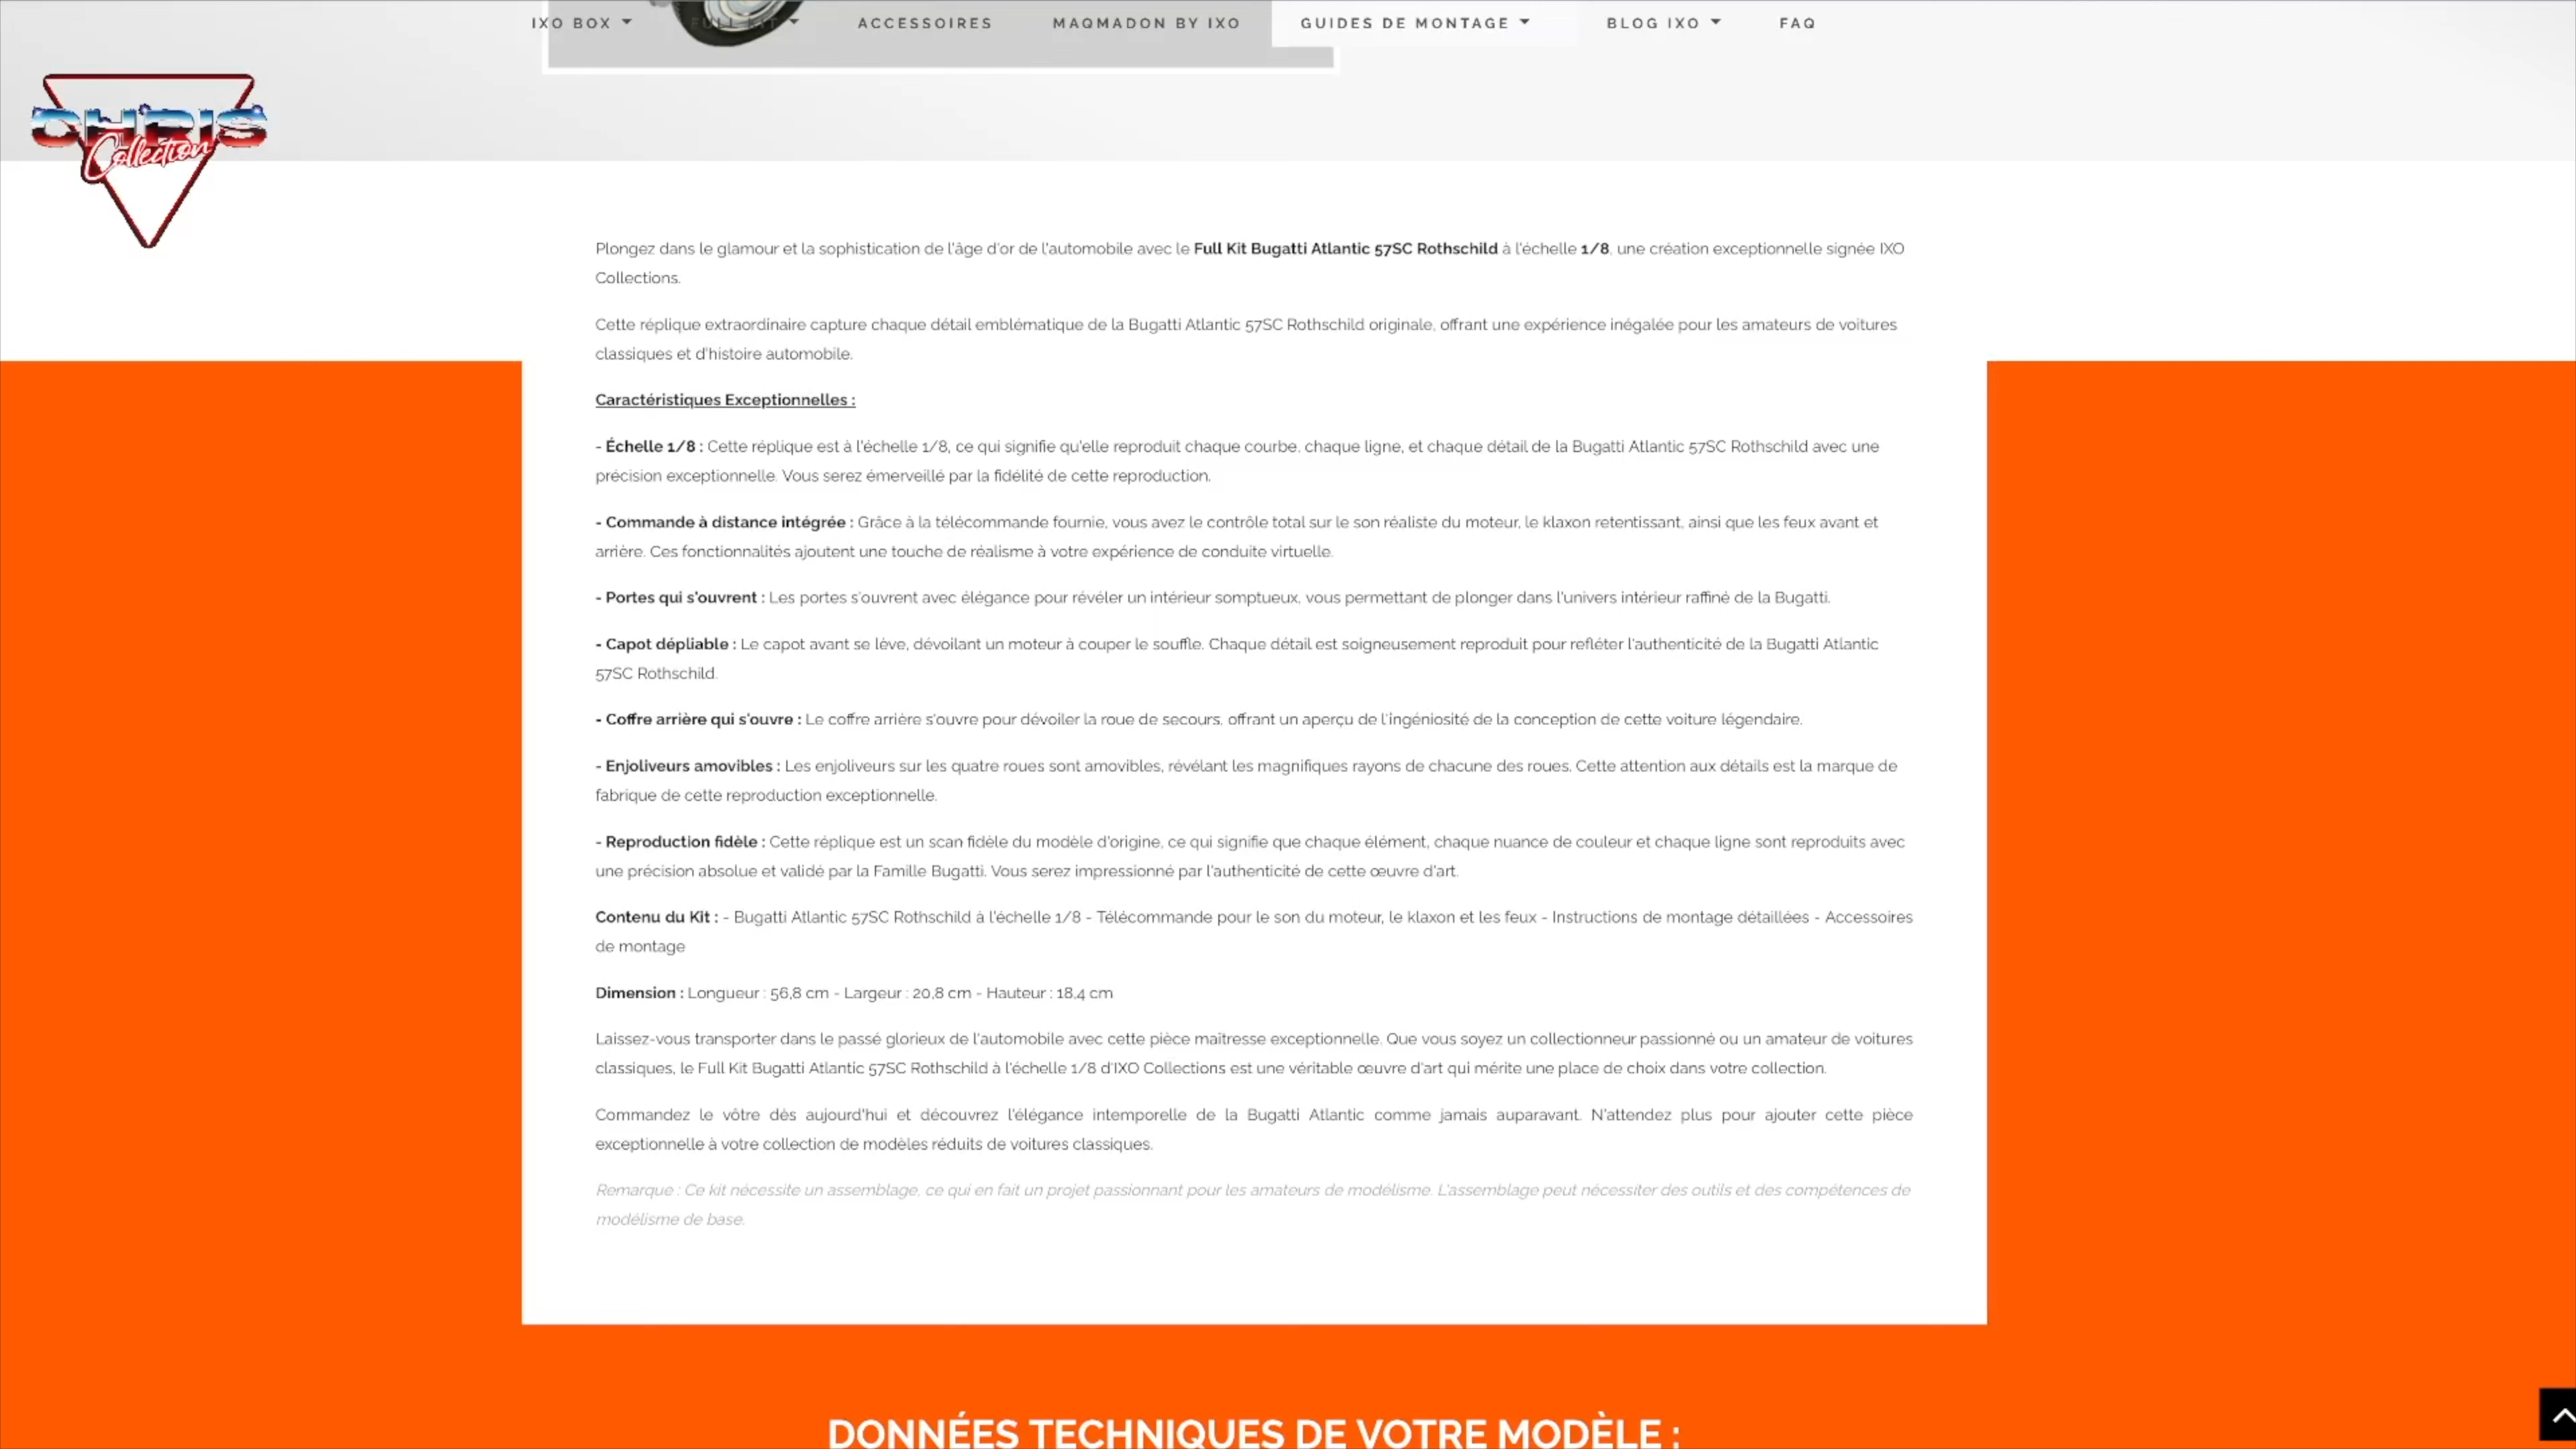 IXO BOX
FULL KIT
ACCESSOIRES
MAQMADON BY IXO
GUIDES DE MONTAGE
BLOG IXO
FAQ
CHRIS
Collection
Plongez dans le glamour et la sophistication de l'âge d'or de l'automobile avec le Full Kit Bugatti Atlantic 57SC Rothschild à l'échelle 1/8, une création exceptionnelle signée IXO
Collections.
Cette réplique extraordinaire capture chaque détail emblématique de la Bugatti Atlantic 57SC Rothschild originale, offrant une expérience inégalée pour les amateurs de voitures
classiques et d'histoire automobile.
Caractéristiques Exceptionnelles :
- Échelle 1/8 : Cette réplique est à l'échelle 1/8, ce qui signifie qu'elle reproduit chaque courbe, chaque ligne, et chaque détail de la Bugatti Atlantic 57SC Rothschild avec une
précision exceptionnelle. Vous serez émerveillé par la fidélité de cette reproduction.
- Commande à distance intégrée : Grâce à la télécommande fournie, vous avez le contrôle total sur le son réaliste du moteur, le klaxon retentissant, ainsi que les feux avant et
arrière. Ces fonctionnalités ajoutent une touche de réalisme à votre expérience de conduite virtuelle.
- Portes qui s'ouvrent : Les portes s'ouvrent avec élégance pour révéler un intérieur somptueux, vous permettant de plonger dans l'univers intérieur raffiné de la Bugatti.
- Capot dépliable : Le capot avant se lève, dévoilant un moteur à couper le souffle. Chaque détail est soigneusement reproduit pour refléter l'authenticité de la Bugatti Atlantic
57SC Rothschild.
- Coffre arrière qui s'ouvre : Le coffre arrière s'ouvre pour dévoiler la roue de secours, offrant un aperçu de l'ingéniosité de la conception de cette voiture légendaire.
- Enjoliveurs amovibles : Les enjoliveurs sur les quatre roues sont amovibles, révélant les magnifiques rayons de chacune des roues. Cette attention aux détails est la marque de
fabrique de cette reproduction exceptionnelle.
- Reproduction fidèle : Cette réplique est un scan fidèle du modèle d'origine, ce qui signifie que chaque élément, chaque nuance de couleur et chaque ligne sont reproduits avec
une précision absolue et validé par la Famille Bugatti. Vous serez impressionné par l'authenticité de cette œuvre d'art.
Contenu du Kit : - Bugatti Atlantic 57SC Rothschild à l'échelle 1/8 - Télécommande pour le son du moteur, le klaxon et les feux - Instructions de montage détaillées - Accessoires
de montage
Dimension : Longueur : 56,8 cm - Largeur : 20,8 cm - Hauteur : 18,4 cm
Laissez-vous transporter dans le passé glorieux de l'automobile avec cette pièce maîtresse exceptionnelle. Que vous soyez un collectionneur passionné ou un amateur de voitures
classiques, le Full Kit Bugatti Atlantic 57SC Rothschild à l'échelle 1/8 d'IXO Collections est une véritable œuvre d'art qui mérite une place de choix dans votre collection.
Commandez le vôtre dès aujourd'hui et découvrez l'élégance intemporelle de la Bugatti Atlantic comme jamais auparavant. N'attendez plus pour ajouter cette pièce
exceptionnelle à votre collection de modèles réduits de voitures classiques.
Remarque : Ce kit nécessite un assemblage, ce qui en fait un projet passionnant pour les amateurs de modélisme. L'assemblage peut nécessiter des outils et des compétences de
modélisme de base.
DONNÉES TECHNIQUES DE VOTRE MODÈLE :